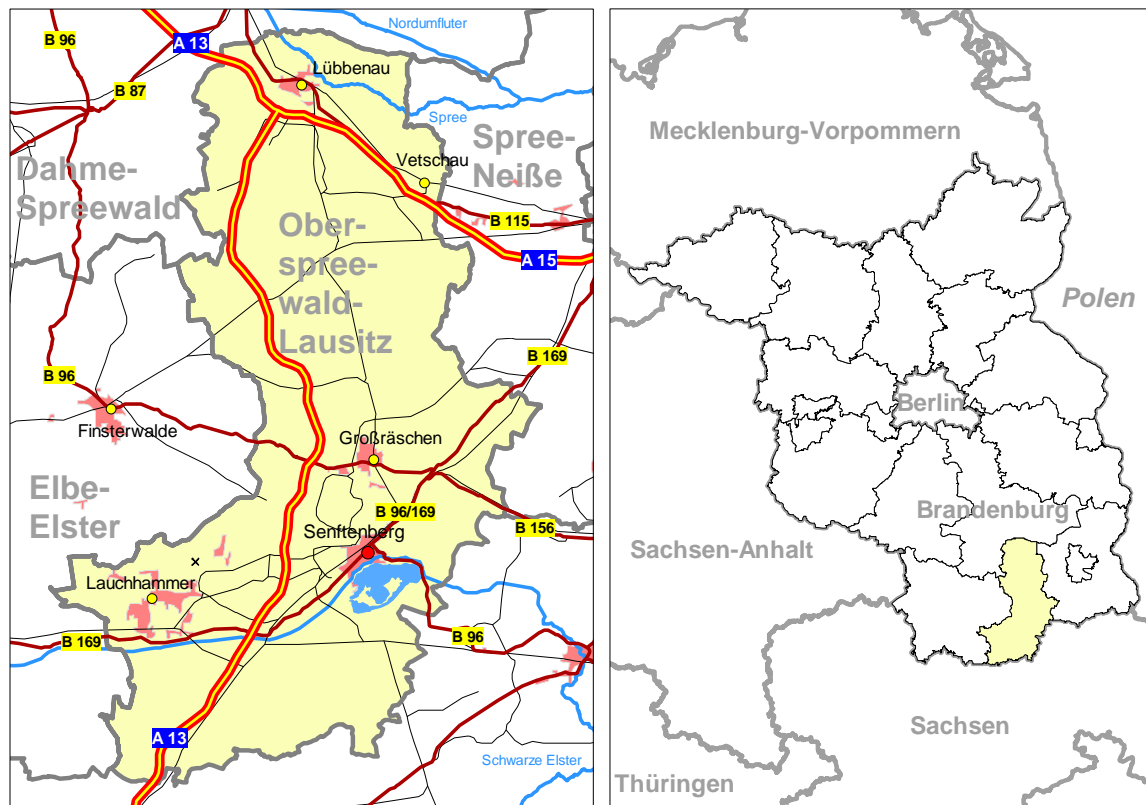 Nordumfluter
B 96
A 13
Lübbenau
B 87
Spree
Spree-
Neiße
Vetschau
Dahme-
Spreewald
B 115
Ober-
spree-
wald-
Lausitz
A 15
B 169
B 96
Finsterwalde
Großräschen
Elbe-
Elster
B 96/169
B 156
Senftenberg
Lauchhammer
B 169
B 96
A 13
Schwarze Elster
Mecklenburg-Vorpommern
Polen
Berlin
Brandenburg
Sachsen-Anhalt
Sachsen
Thüringen